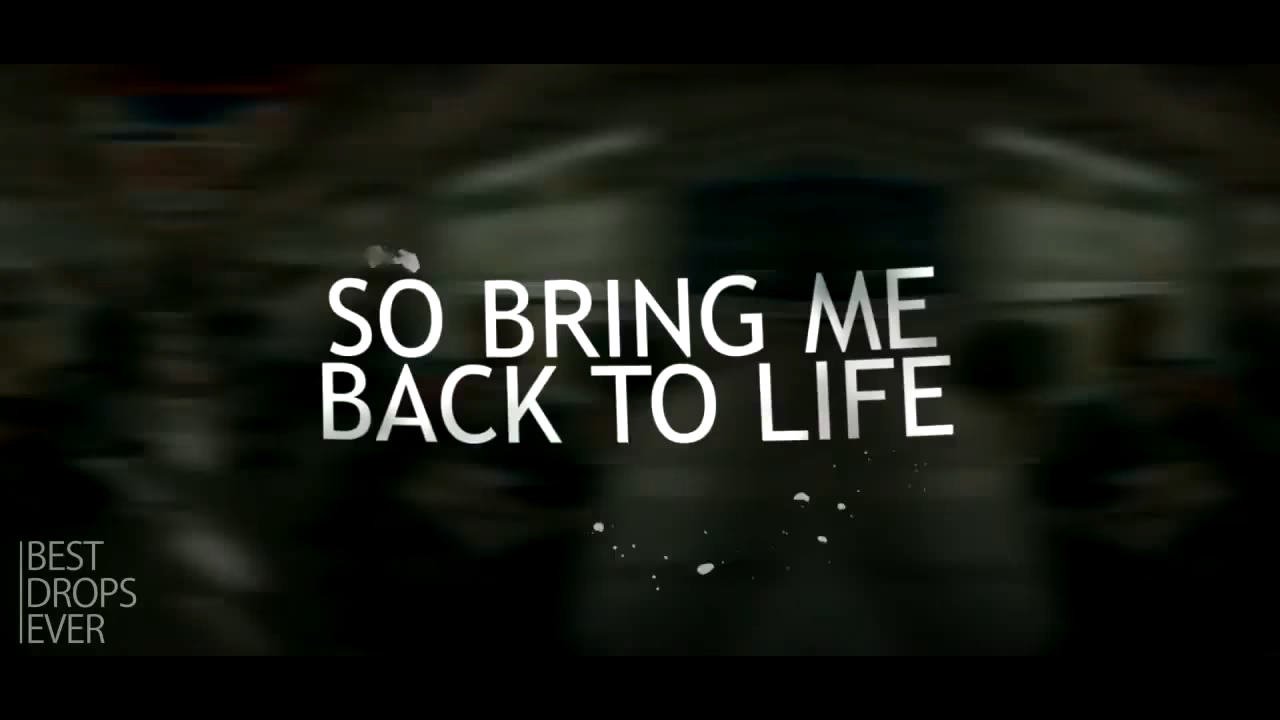 SO BRING ME
BACK TO LIFE
BEST
DROPS
EVER